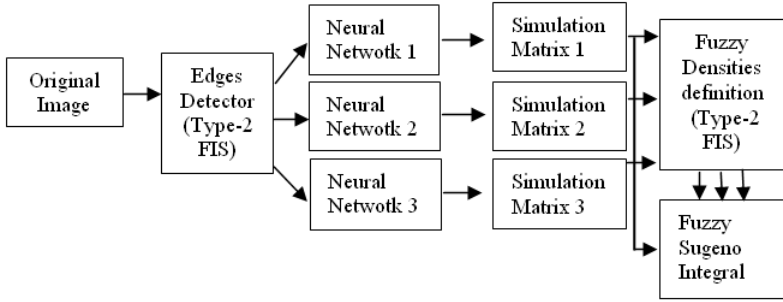 Original
Image
Edges
Detector
(Type-2
FIS)
Neural
Netwotk 1
Neural
Netwotk 2
Neural
Netwotk 3
Simulation
Matrix 1
Simulation
Matrix 2
Simulation
Matrix 3
Fuzzy
Densities
definition
(Type-2
FIS)
Fuzzy
Sugeno
Integral